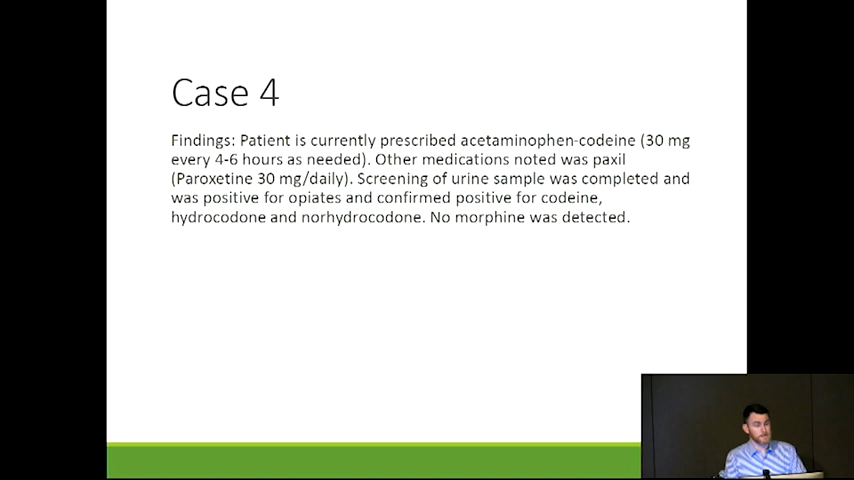 Case 4
Findings: Patient is currently prescribed acetaminophen-codeine (30 mg
every 4-6 hours as needed). Other medications noted was paxil
(Paroxetine 30 mg/daily). Screening of urine sample was completed and
was positive for opiates and confirmed positive for codeine,
hydrocodone and norhydrocodone. No morphine was detected.